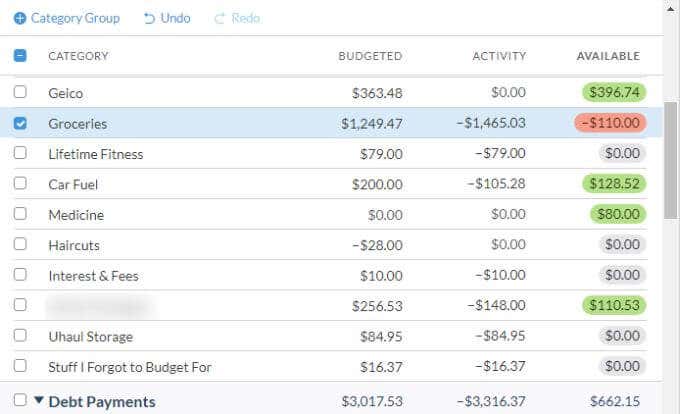 Category Group Undo Redo
CATEGORY BUDGETED ACTIVITY AVAILABLE
Geico $363.48 $0.00 $396.74
Groceries $1,249.47 −$1,465.03 −$110.00
Lifetime Fitness $79.00 −$79.00 $0.00
Car Fuel $200.00 −$105.28 $128.52
Medicine $0.00 $0.00 $80.00
Haircuts −$28.00 $0.00 $0.00
Interest & Fees $10.00 −$10.00 $0.00
$256.53 −$148.00 $110.53
Uhaul Storage $84.95 −$84.95 $0.00
Stuff I Forgot to Budget For $16.37 −$16.37 $0.00
Debt Payments $3,017.53 −$3,316.37 $662.15